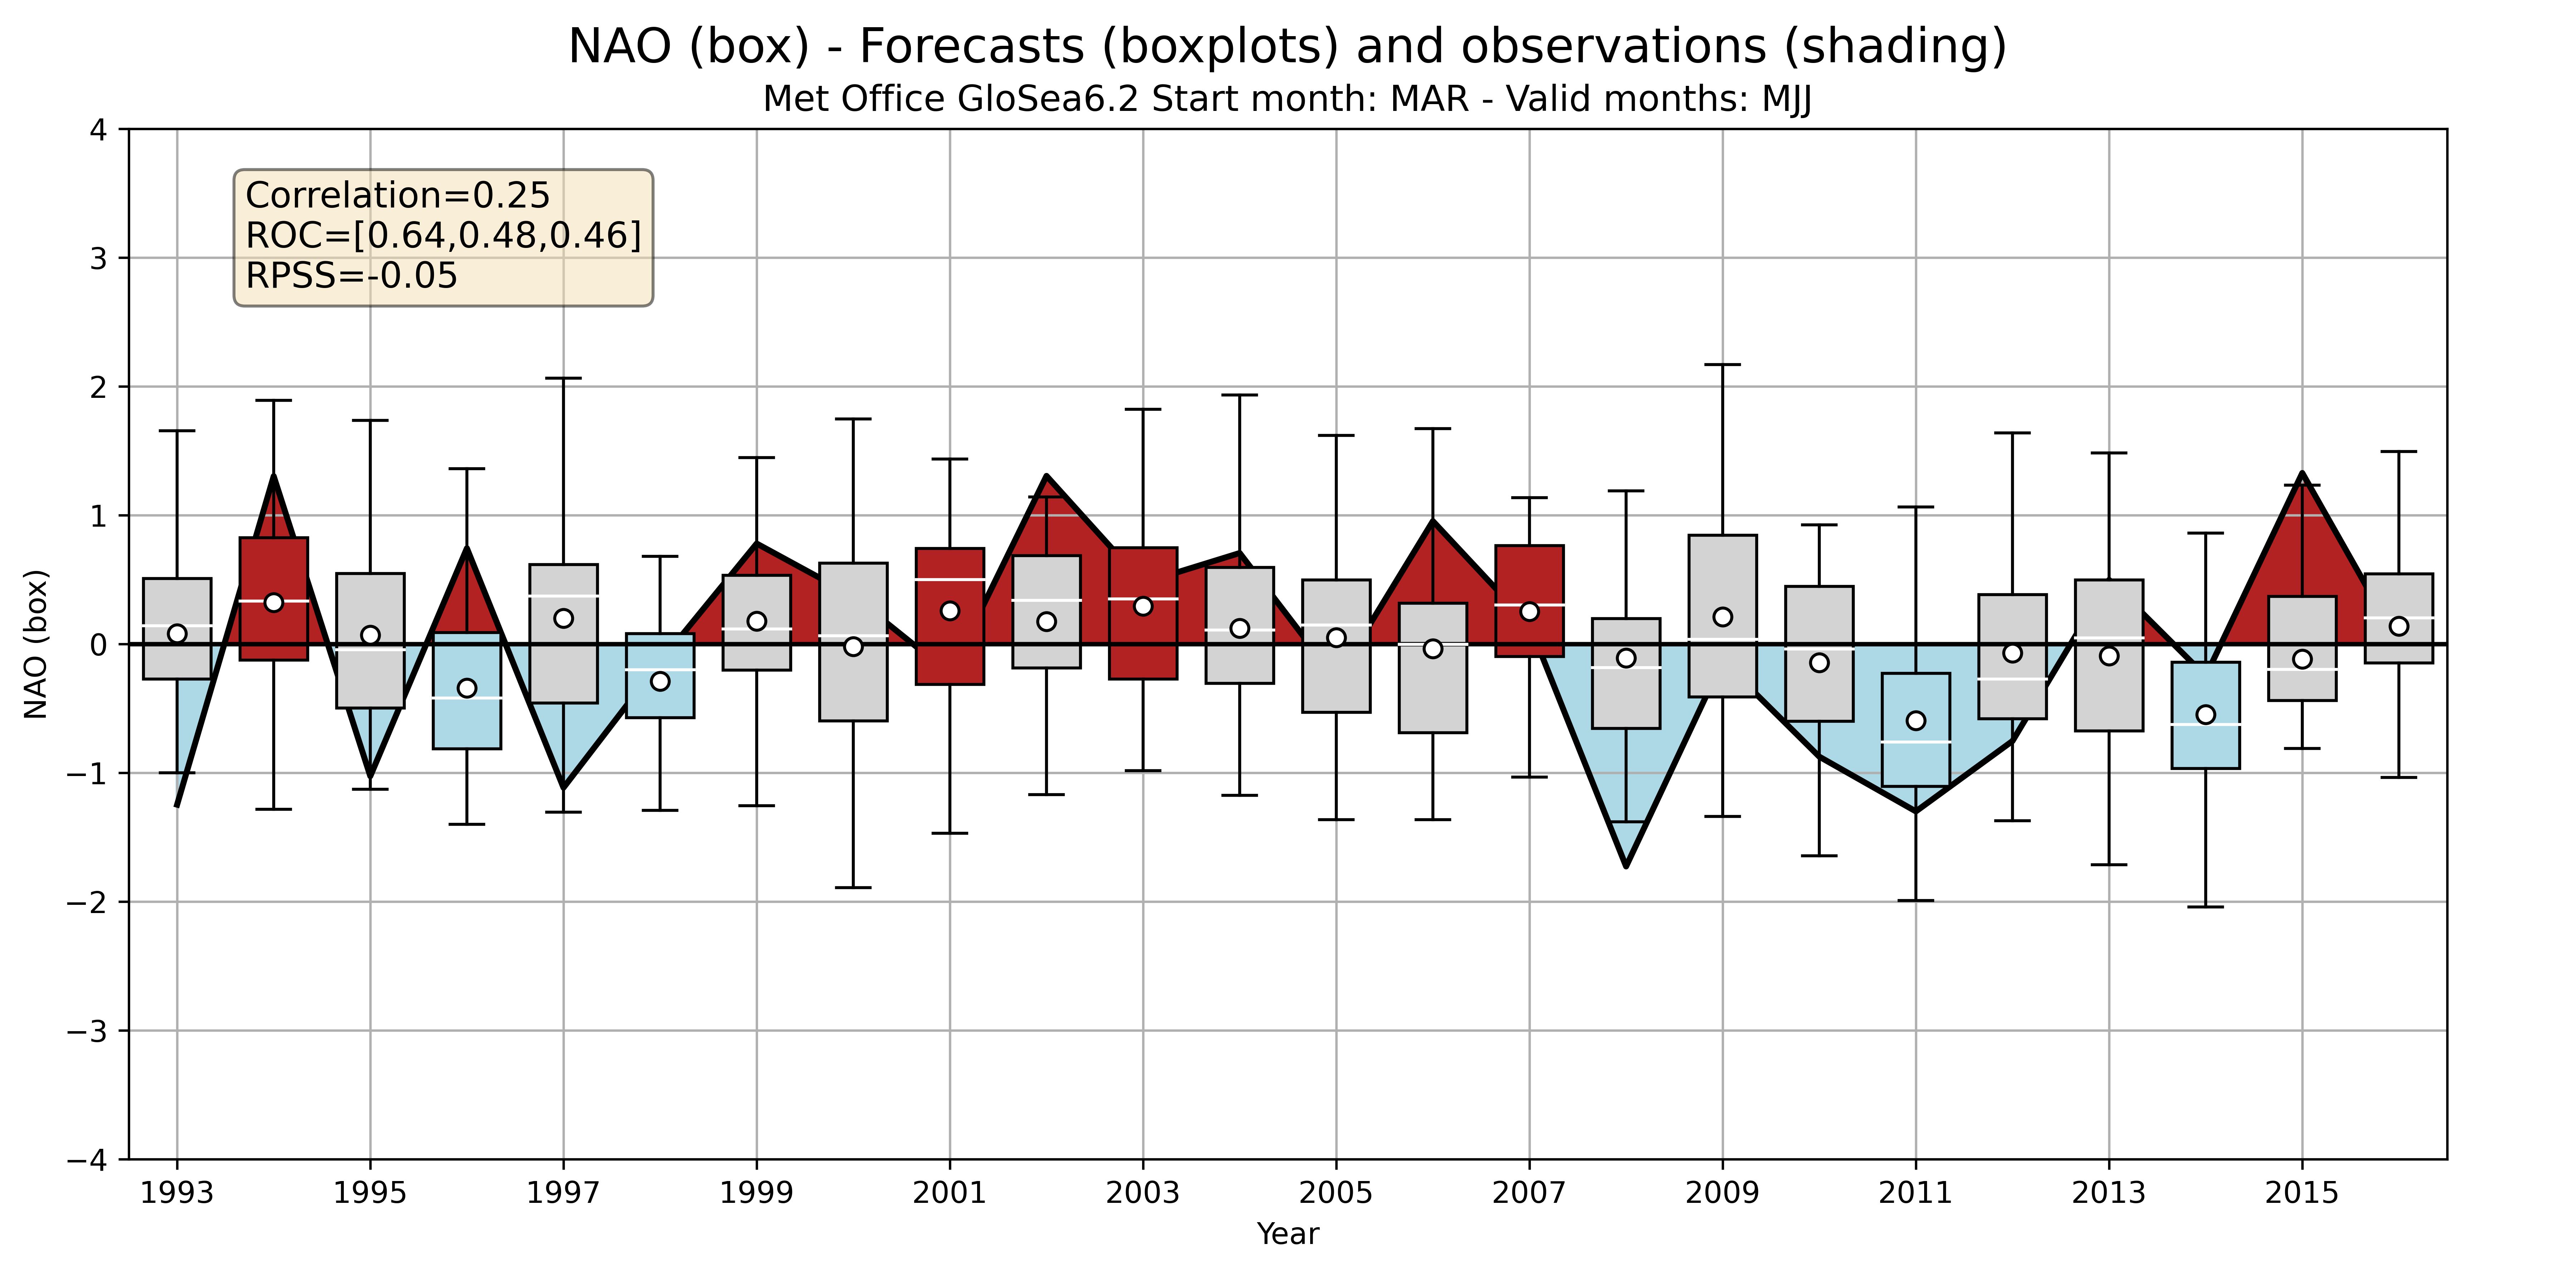 NAO (box) - Forecasts (boxplots) and observations (shading)
Met Office GloSea6.2 Start month: MAR - Valid months: MJJ
Correlation=0.25
ROC=[0.64,0.48,0.46]
RPSS=-0.05
NAO (box)
4
3
2
1
0
−1
−2
−3
−4
1993 1995 1997 1999 2001 2003 2005 2007 2009 2011 2013 2015
Year